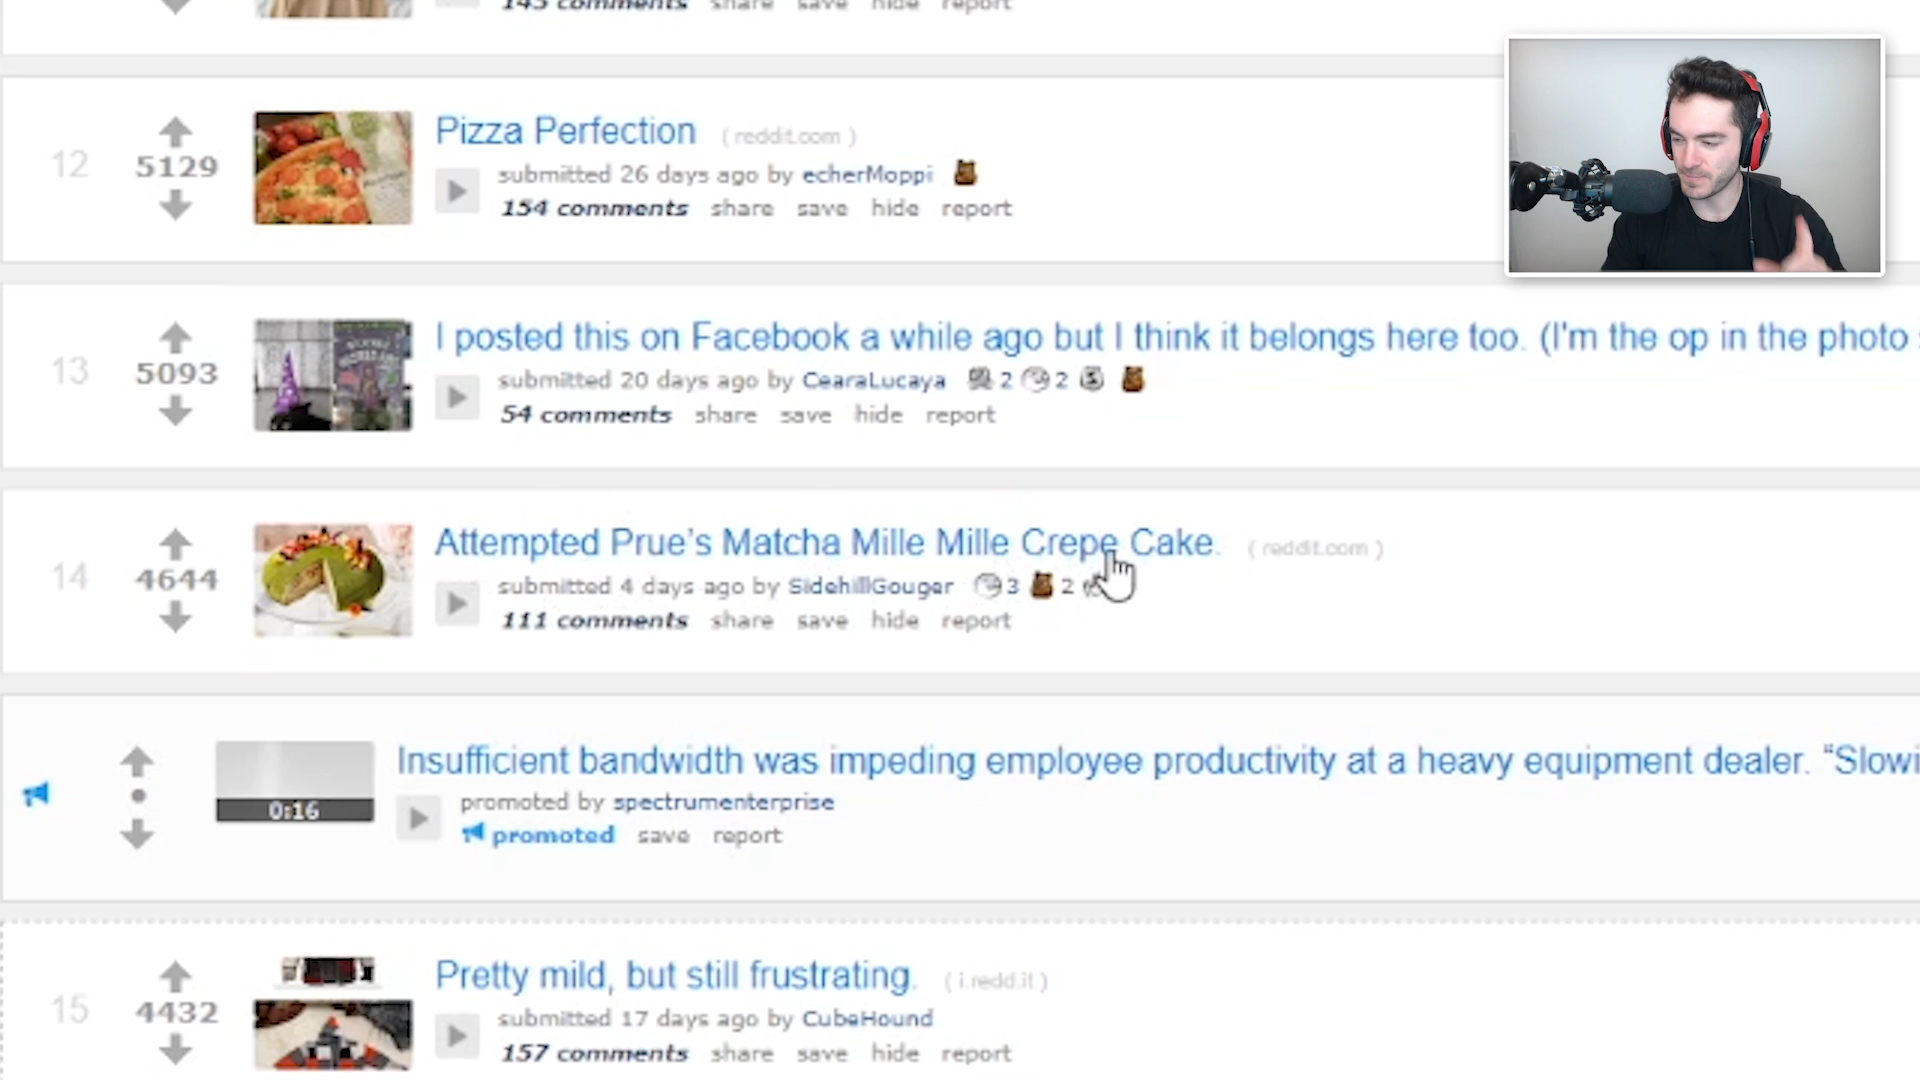 145 comments share save hide report
12
5129
Pizza Perfection (reddit.com)
submitted 26 days ago by echerMoppi
154 comments share save hide report
13
5093
I posted this on Facebook a while ago but I think it belongs here too. (I'm the op in the photo
submitted 20 days ago by CearaLucaya 2 2
54 comments share save hide report
14
4644
Attempted Prue's Matcha Mille Mille Crepe Cake. (reddit.com)
submitted 4 days ago by SidehillGouger 3 2
111 comments share save hide report
0:16
Insufficient bandwidth was impeding employee productivity at a heavy equipment dealer. “Slowi
promoted by spectrumenterprise
promoted save report
15
4432
Pretty mild, but still frustrating. (i.redd.it)
submitted 17 days ago by CubeHound
157 comments share save hide report